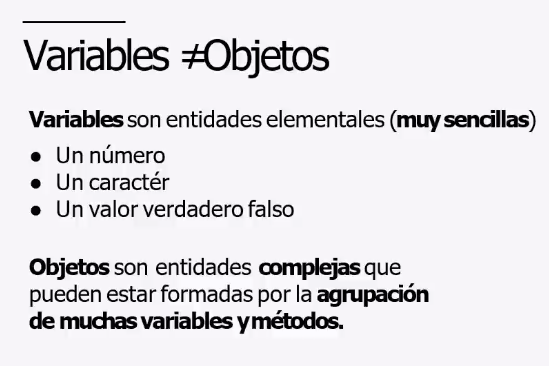 Variables ≠Objetos
Variables son entidades elementales (muy sencillas)
● Un número
● Un caractér
● Un valor verdadero falso
Objetos son entidades complejas que
pueden estar formadas por la agrupación
de muchas variables y métodos.